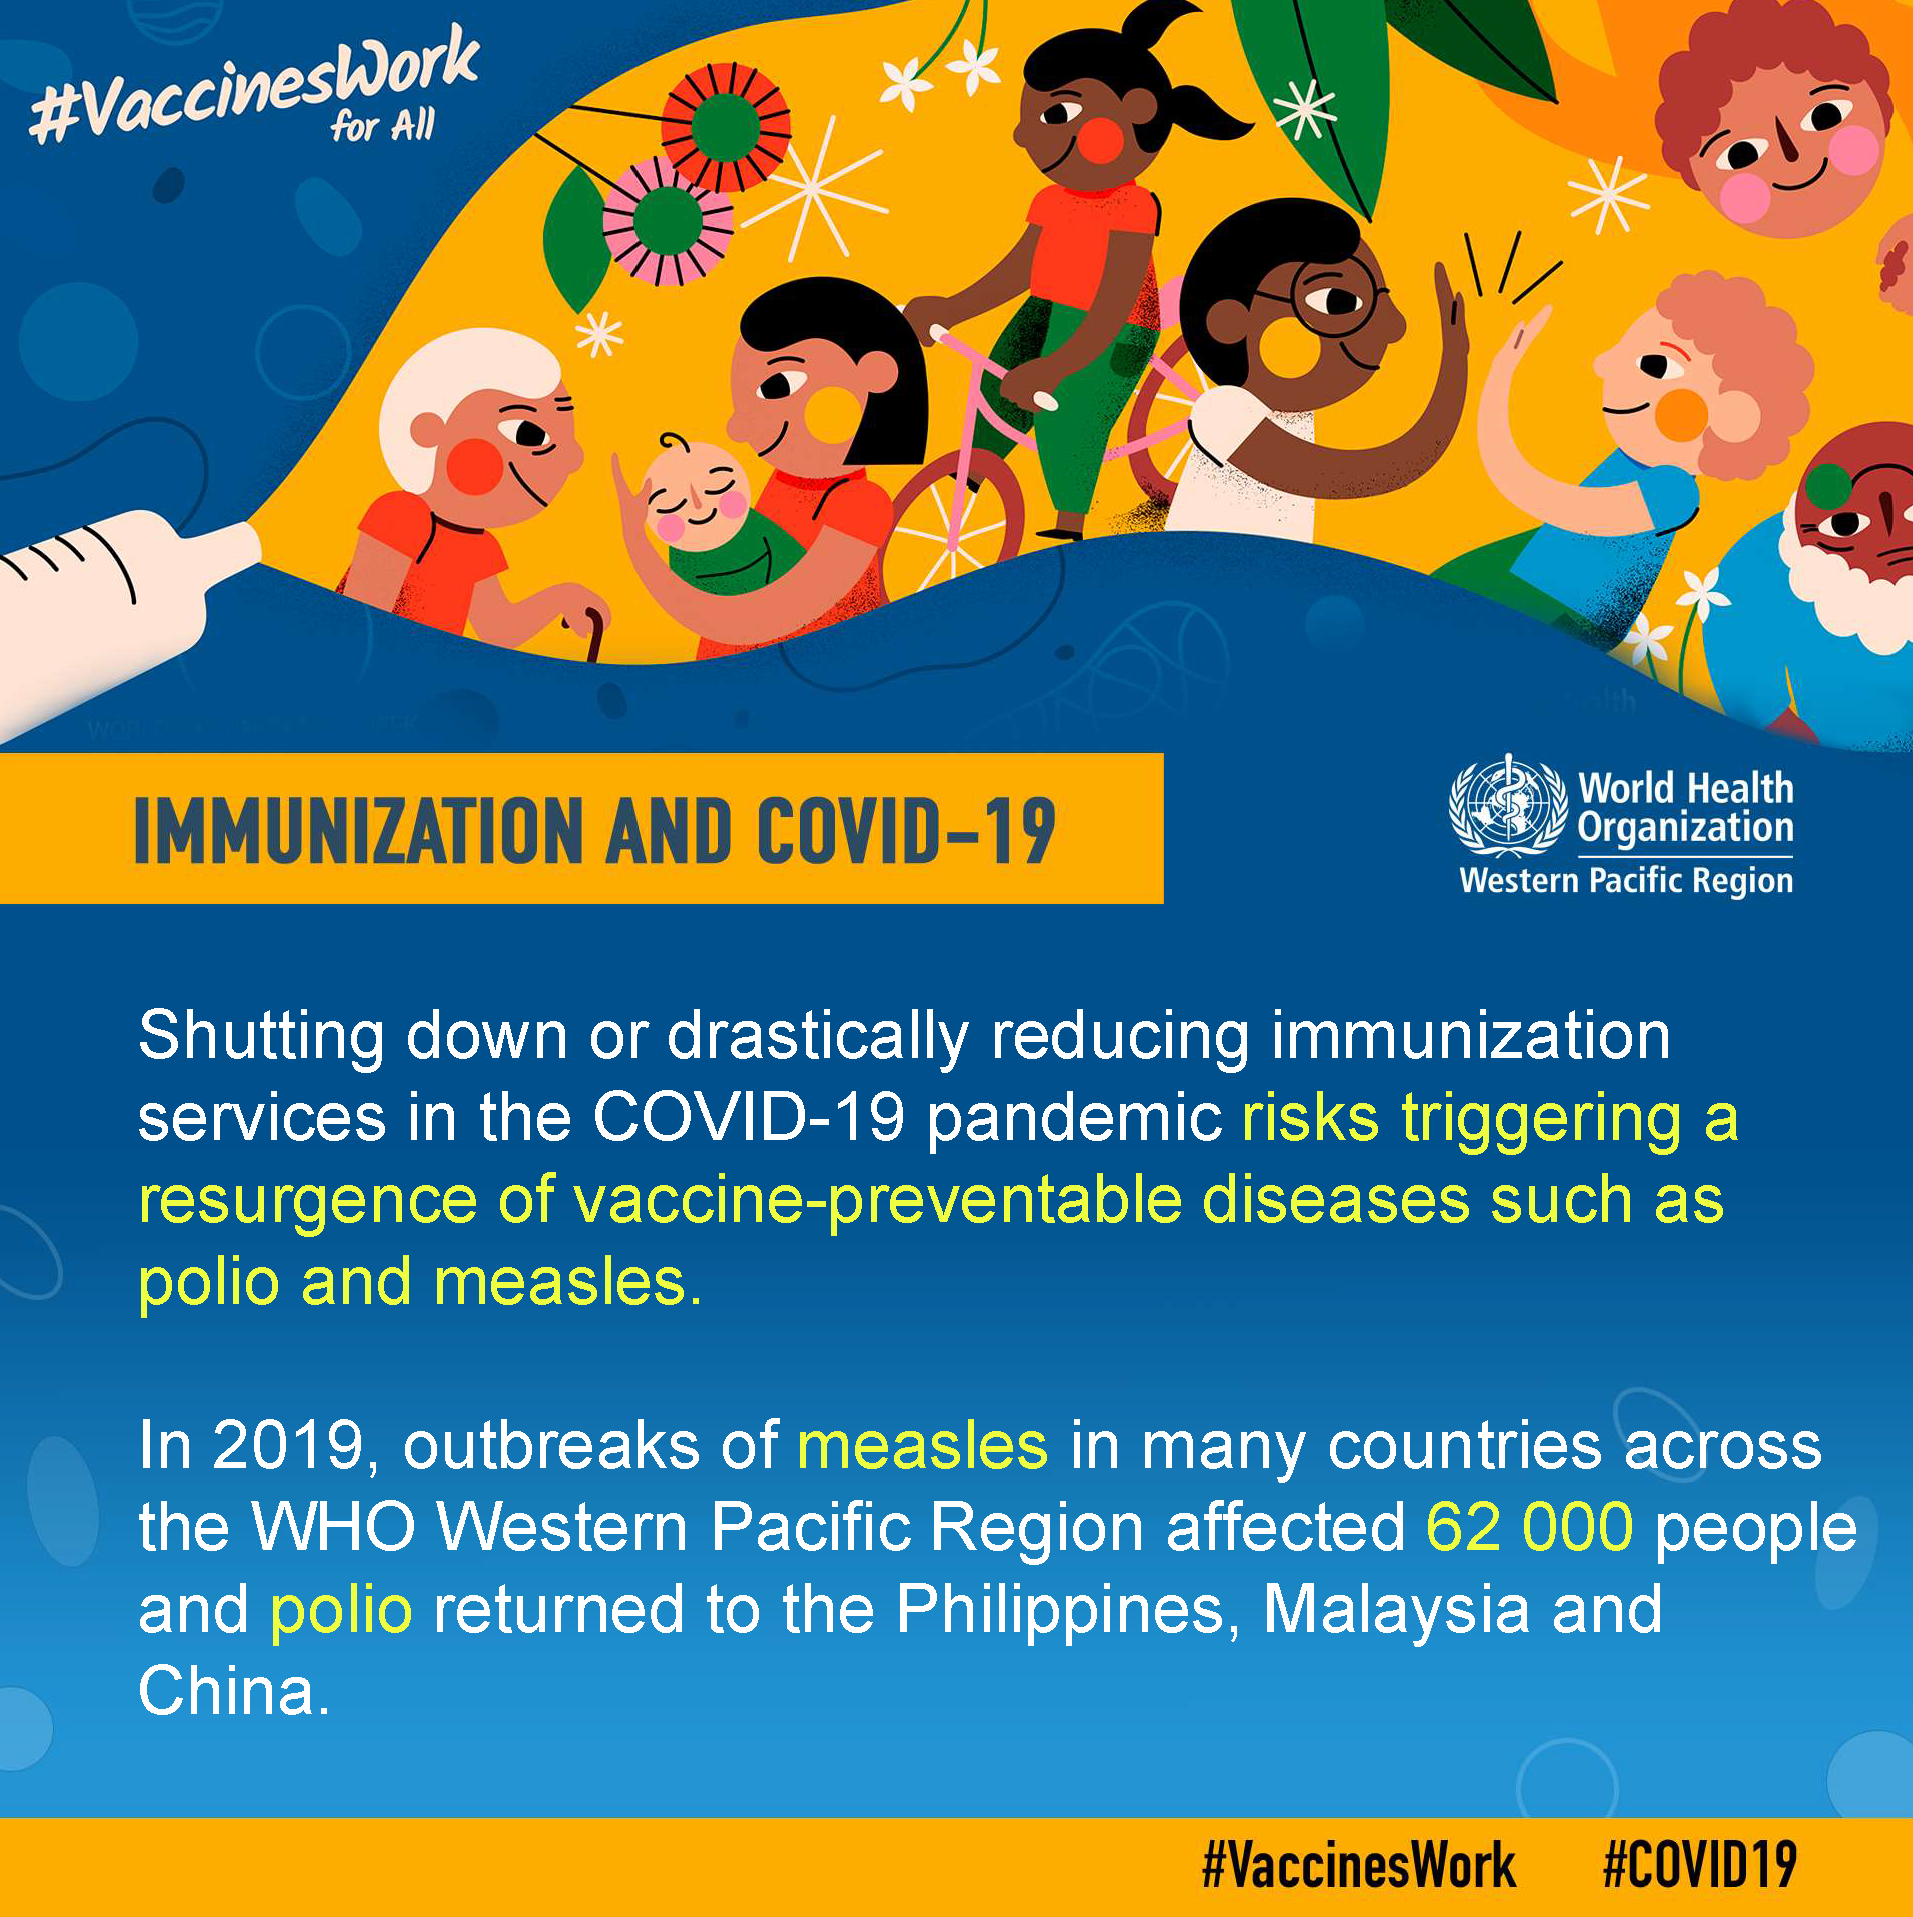 #VaccinesWork
for All
IMMUNIZATION AND COVID-19
World Health
Organization
Western Pacific Region
Shutting down or drastically reducing immunization
services in the COVID-19 pandemic risks triggering a
resurgence of vaccine-preventable diseases such as
polio and measles.
In 2019, outbreaks of measles in many countries across
the WHO Western Pacific Region affected 62 000 people
and polio returned to the Philippines, Malaysia and
China.
#VaccinesWork #COVID19